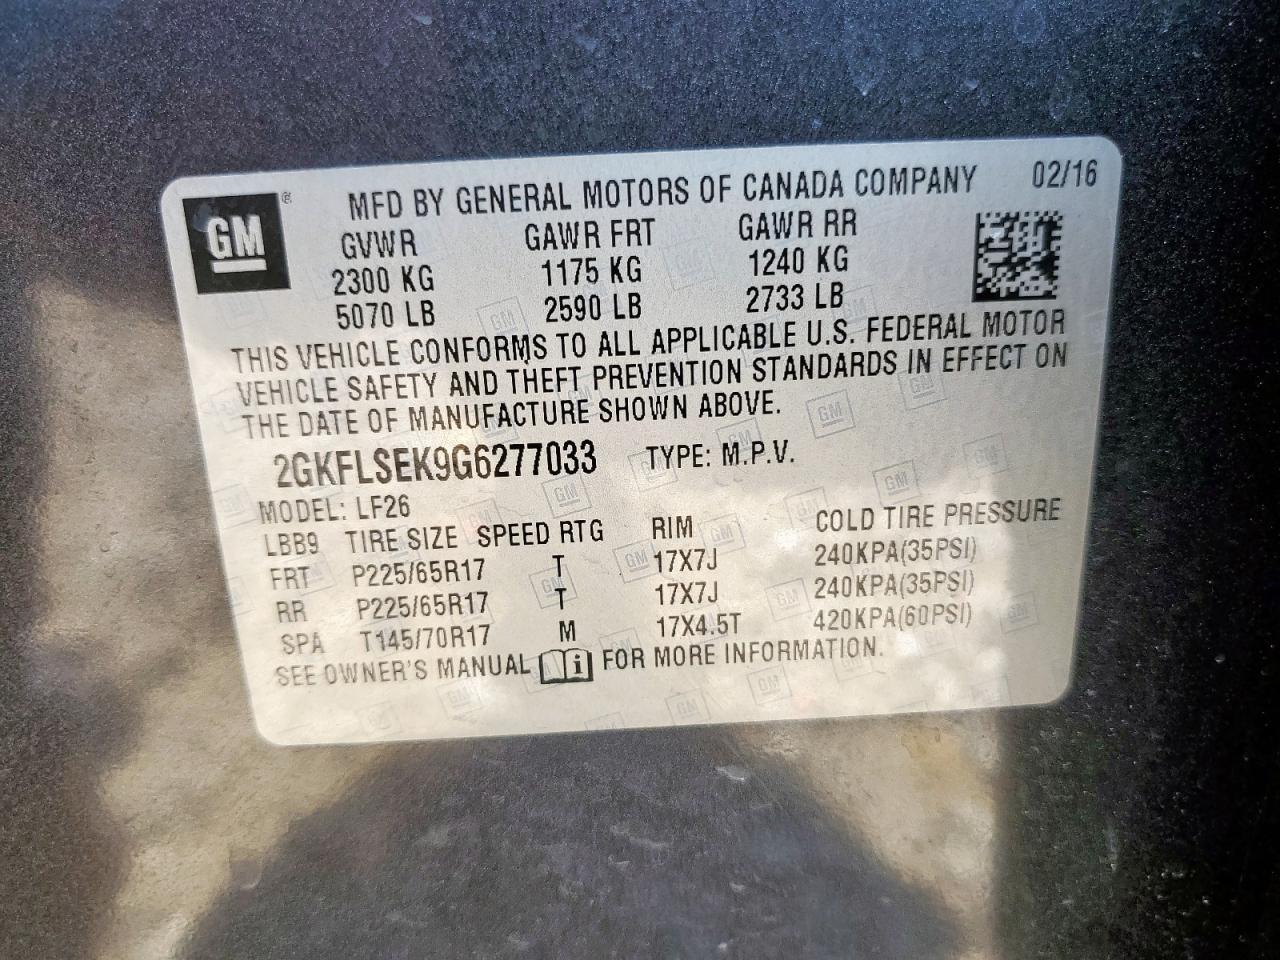 GM ® MFD BY GENERAL MOTORS OF CANADA COMPANY 02/16
GVWR GAWR FRT GAWR RR
2300 KG 1175 KG 1240 KG
5070 LB 2590 LB 2733 LB
THIS VEHICLE CONFORMS TO ALL APPLICABLE U.S. FEDERAL MOTOR
VEHICLE SAFETY AND THEFT PREVENTION STANDARDS IN EFFECT ON
THE DATE OF MANUFACTURE SHOWN ABOVE.
2GKFLSEK9G6277033 TYPE: M.P.V.
MODEL: LF26
LBB9 TIRE SIZE SPEED RTG RIM COLD TIRE PRESSURE
FRT P225/65R17 T 17X7J 240KPA(35PSI)
RR P225/65R17 T 17X7J 240KPA(35PSI)
SPA T145/70R17 M 17X4.5T 420KPA(60PSI)
SEE OWNER'S MANUAL i FOR MORE INFORMATION.